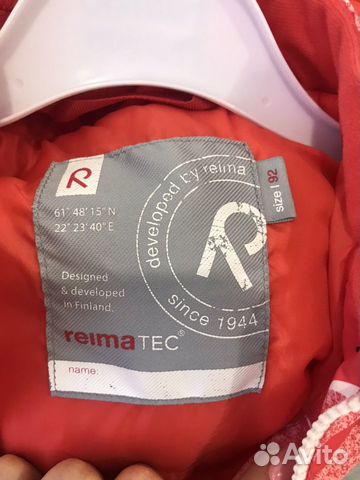 R
61° 48' 15" N
22° 23' 40" E
Designed
& developed
in Finland.
reimaTEC®
name:
developed by reima
R
since 1944
size | 92
Avito